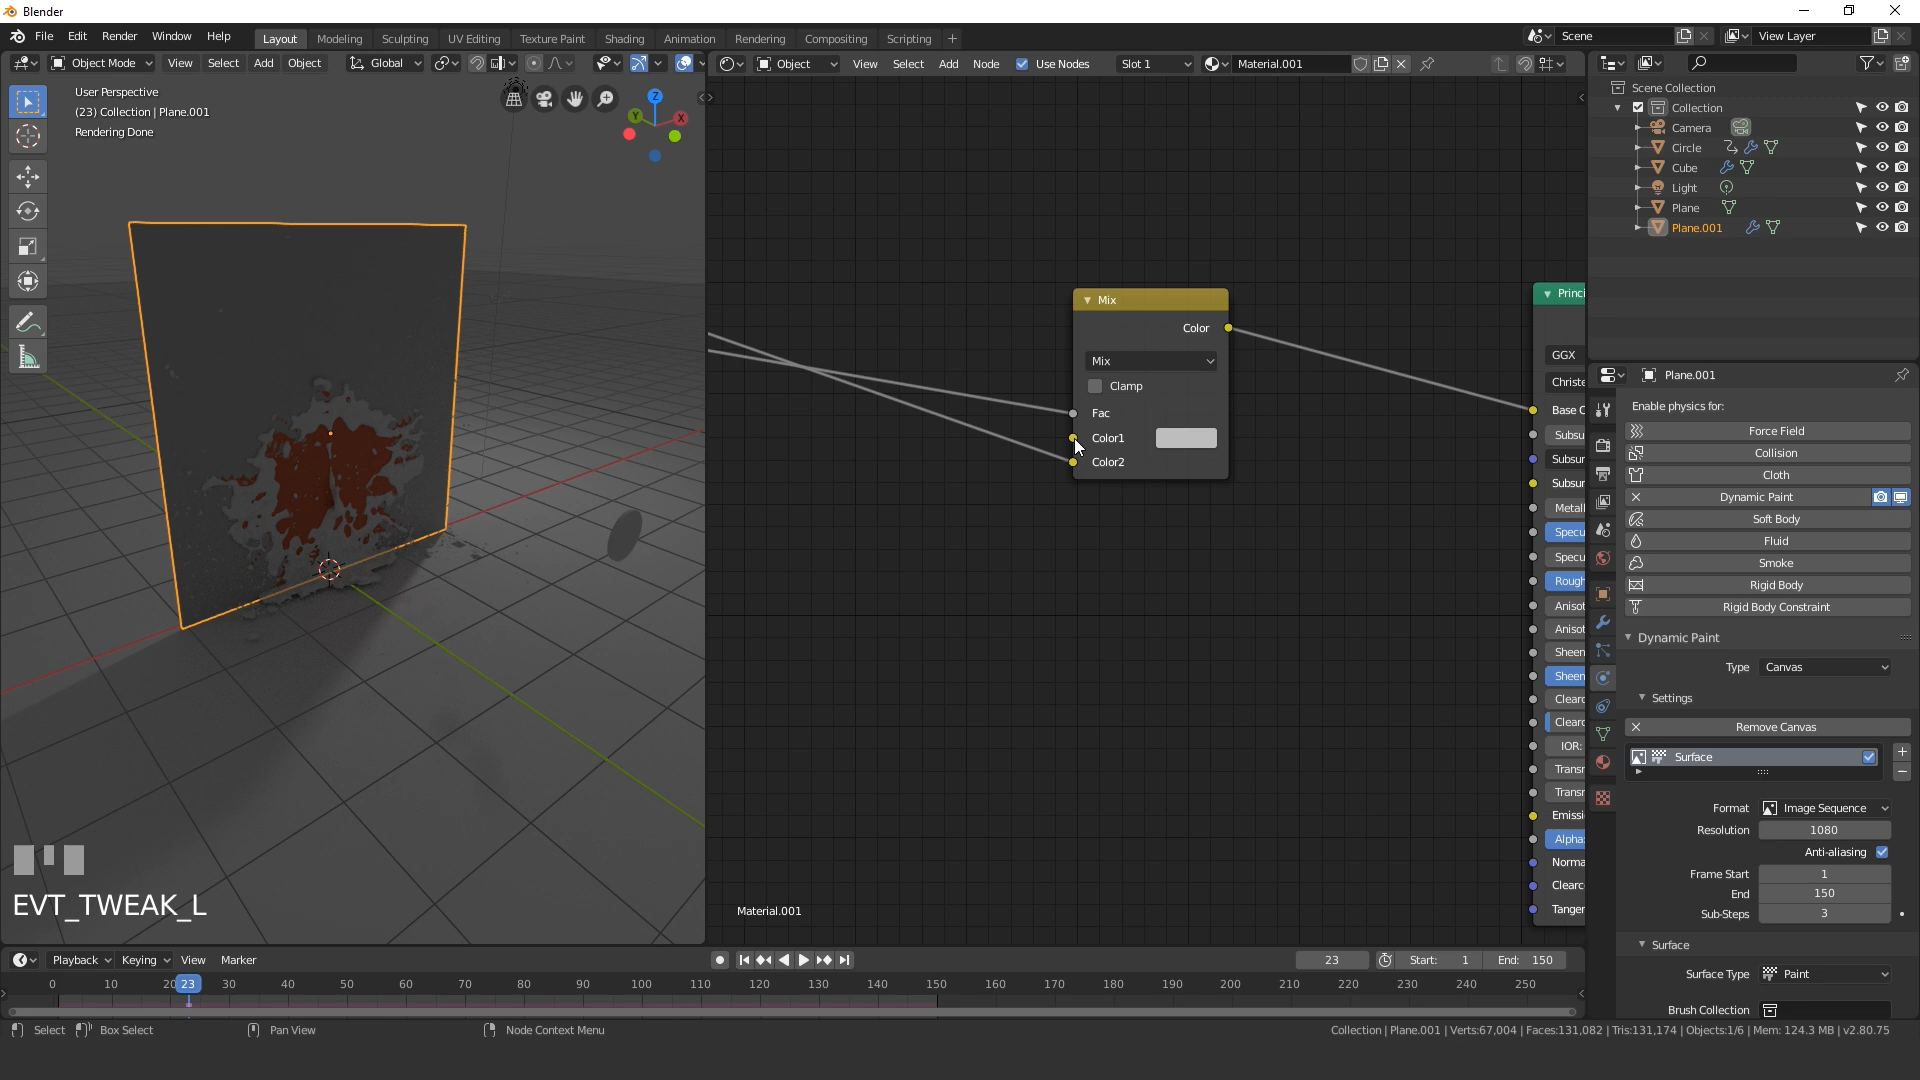 Blender
File Edit Render Window Help
Layout Modeling Sculpting UV Editing Texture Paint Shading Animation Rendering Compositing Scripting +
Scene
View Layer
Object Mode View Select Add Object Global
Object View Select Add Node Use Nodes Slot 1 Material.001
User Perspective
(23) Collection | Plane.001
Rendering Done
Z
Y
X
Scene Collection
Collection
Camera
Circle
Cube
Light
Plane
Plane.001
Mix
Color
Mix
Clamp
Fac
Color1
Color2
Princi
GGX
Christe
Base C
Subsu
Subsur
Subsur
Metall
Specu
Specu
Rough
Anisot
Anisot
Sheen
Sheen
Clearc
Clearc
IOR:
Transr
Transr
Emissi
Alpha:
Norma
Clearc
Tanger
Material.001
Plane.001
Enable physics for:
Force Field
Collision
Cloth
Dynamic Paint
Soft Body
Fluid
Smoke
Rigid Body
Rigid Body Constraint
Dynamic Paint
Type Canvas
Settings
Remove Canvas
Surface
Format Image Sequence
Resolution 1080
Anti-aliasing
Frame Start 1
End 150
Sub-Steps 3
Surface
Surface Type Paint
Brush Collection
EVT_TWEAK_L
Playback Keying View Marker
23 Start: 1 End: 150
0 10 20 23 30 40 50 60 70 80 90 100 110 120 130 140 150 160 170 180 190 200 210 220 230 240 250
Select Box Select Pan View Node Context Menu
Collection | Plane.001 | Verts:67,004 | Faces:131,082 | Tris:131,174 | Objects:1/6 | Mem: 124.3 MB | v2.80.75